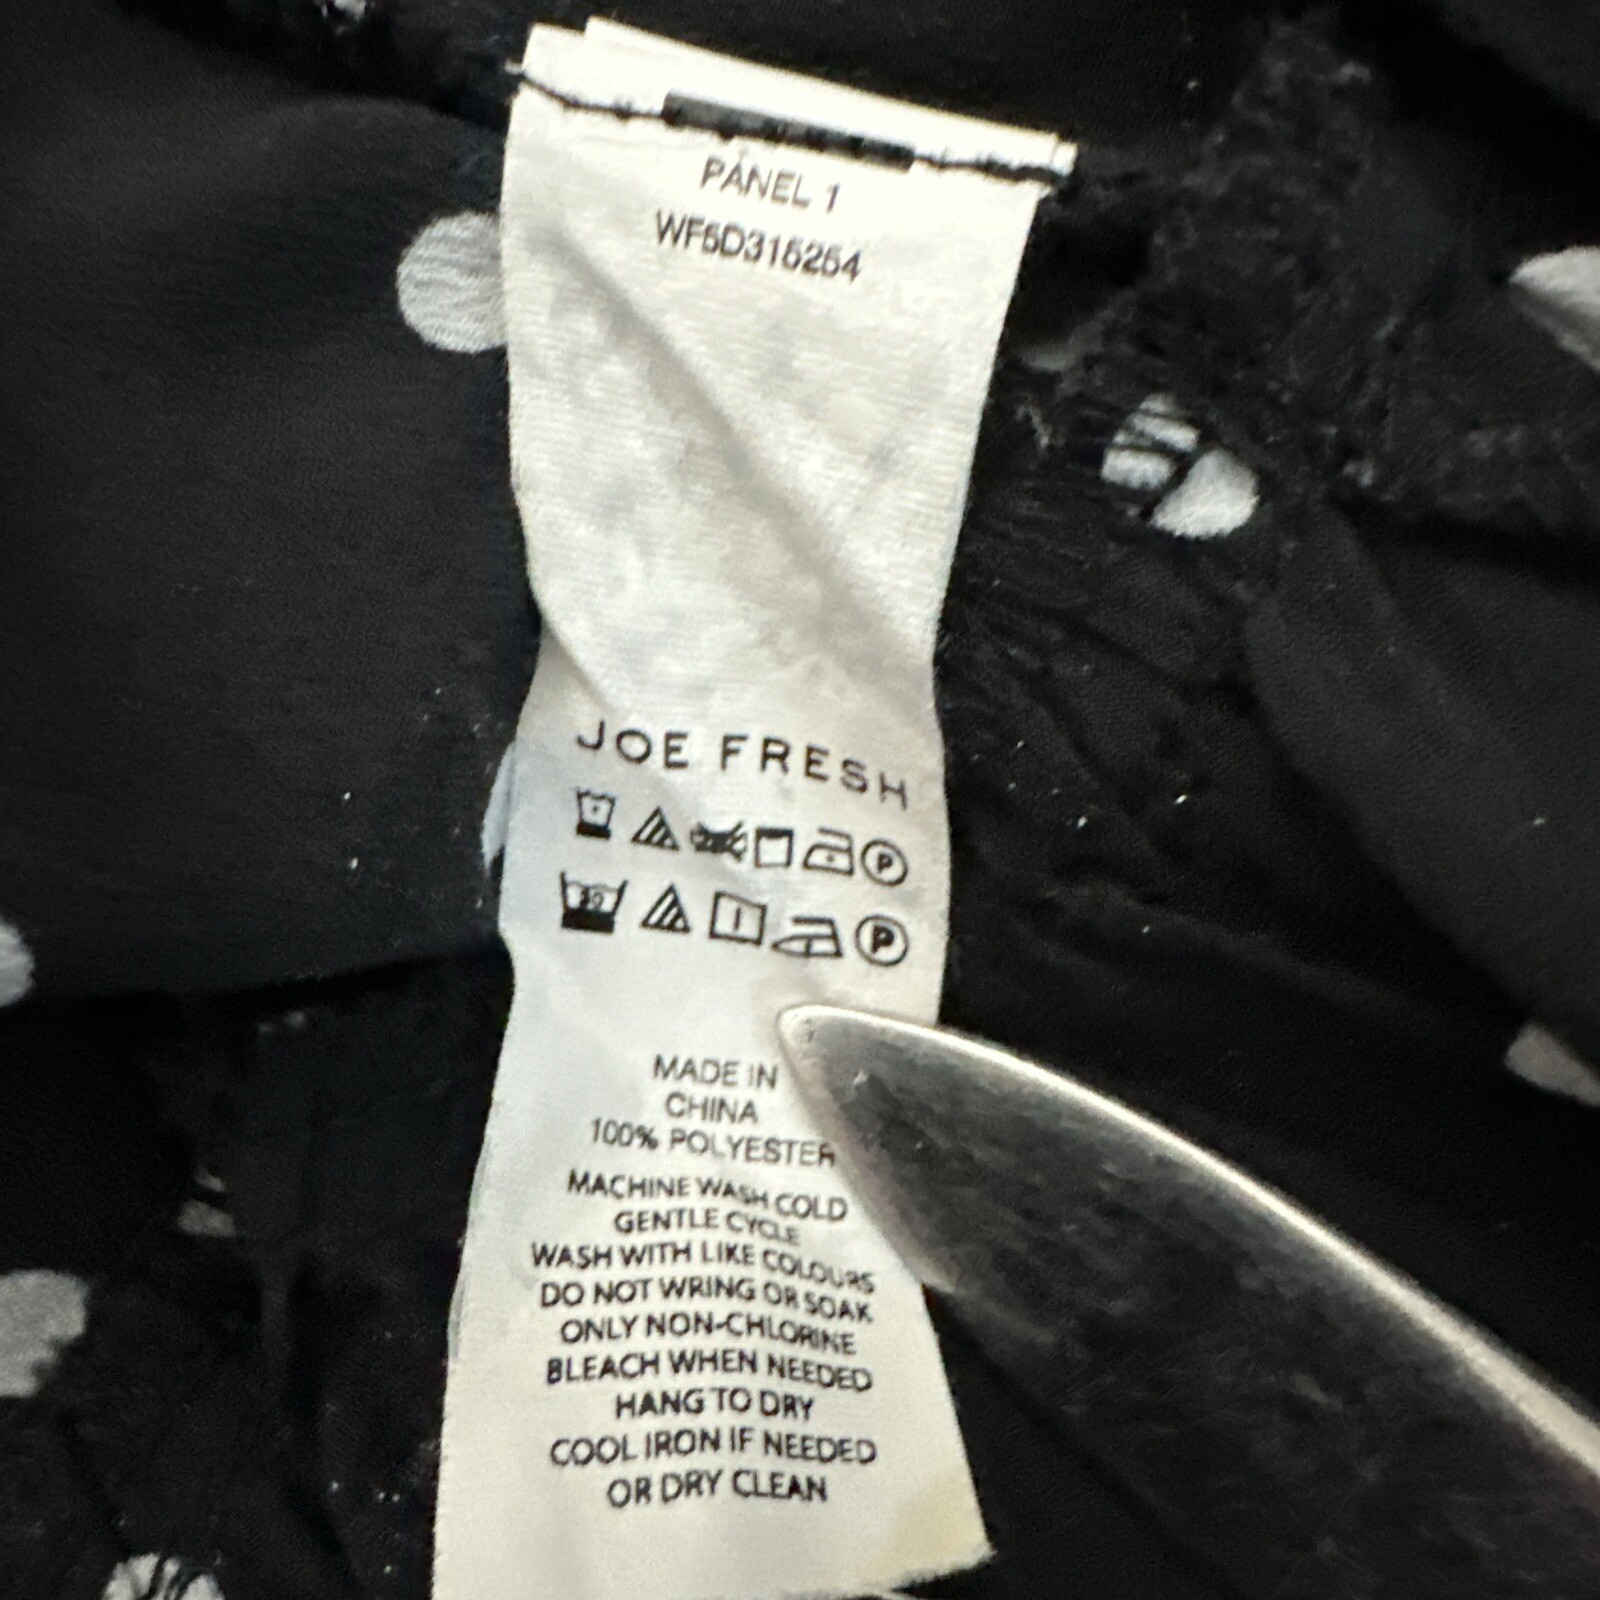 PANEL 1
WF5D315254
JOE FRESH
P
30
P
MADE IN
CHINA
100% POLYESTER
MACHINE WASH COLD
GENTLE CYCLE
WASH WITH LIKE COLOURS
DO NOT WRING OR SOAK
ONLY NON-CHLORINE
BLEACH WHEN NEEDED
HANG TO DRY
COOL IRON IF NEEDED
OR DRY CLEAN